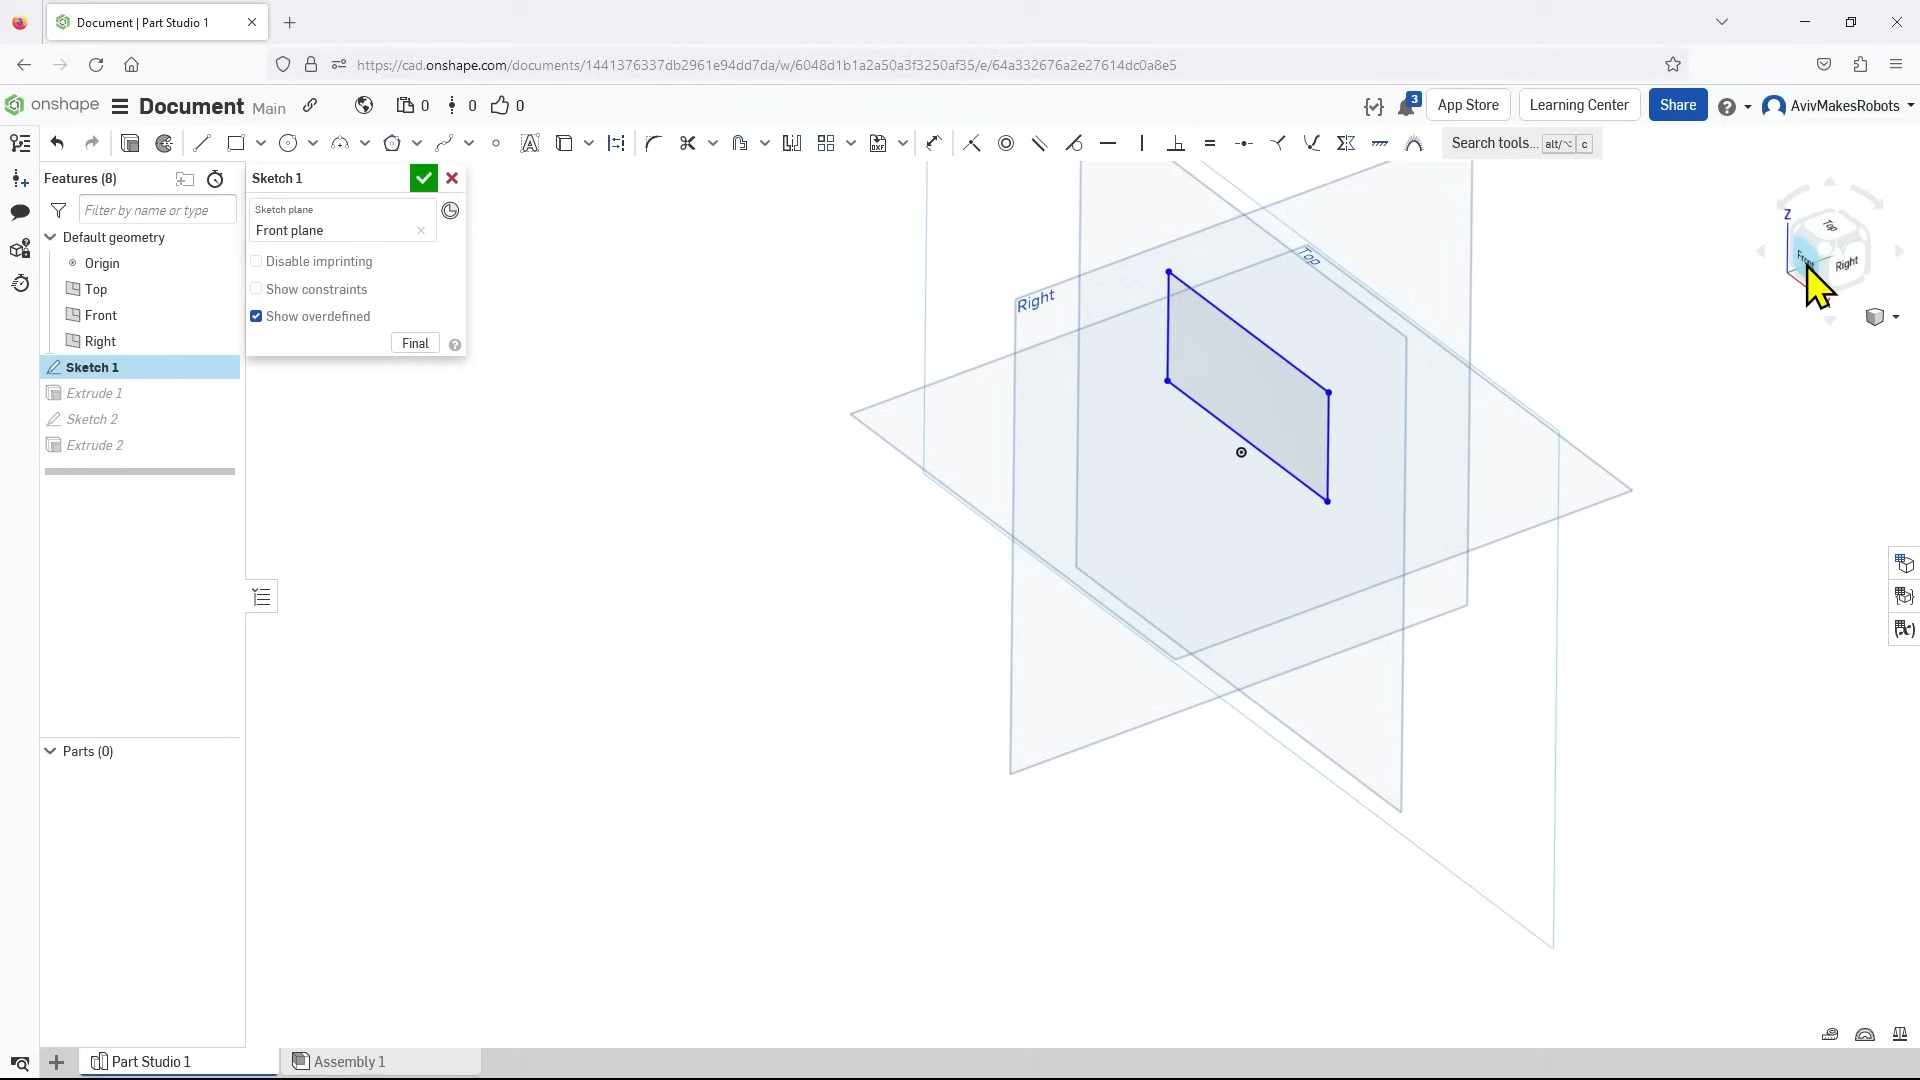 Document | Part Studio 1
https://cad.onshape.com/documents/1441376337db2961e94dd7da/w/6048d1b1a2a50a3f3250af35/e/64a332676a2e27614dc0a8e5
onshape Document Main 0 0 0 3 App Store Learning Center Share AvivMakesRobots
Search tools... alt/⌥ c
Features (8)
Filter by name or type
Default geometry
Origin
Top
Front
Right
Sketch 1
Extrude 1
Sketch 2
Extrude 2
Parts (0)
Sketch 1
Sketch plane
Front plane
Disable imprinting
Show constraints
Show overdefined
Final
Top
Right
Z
Top
Front
Right
Part Studio 1
Assembly 1